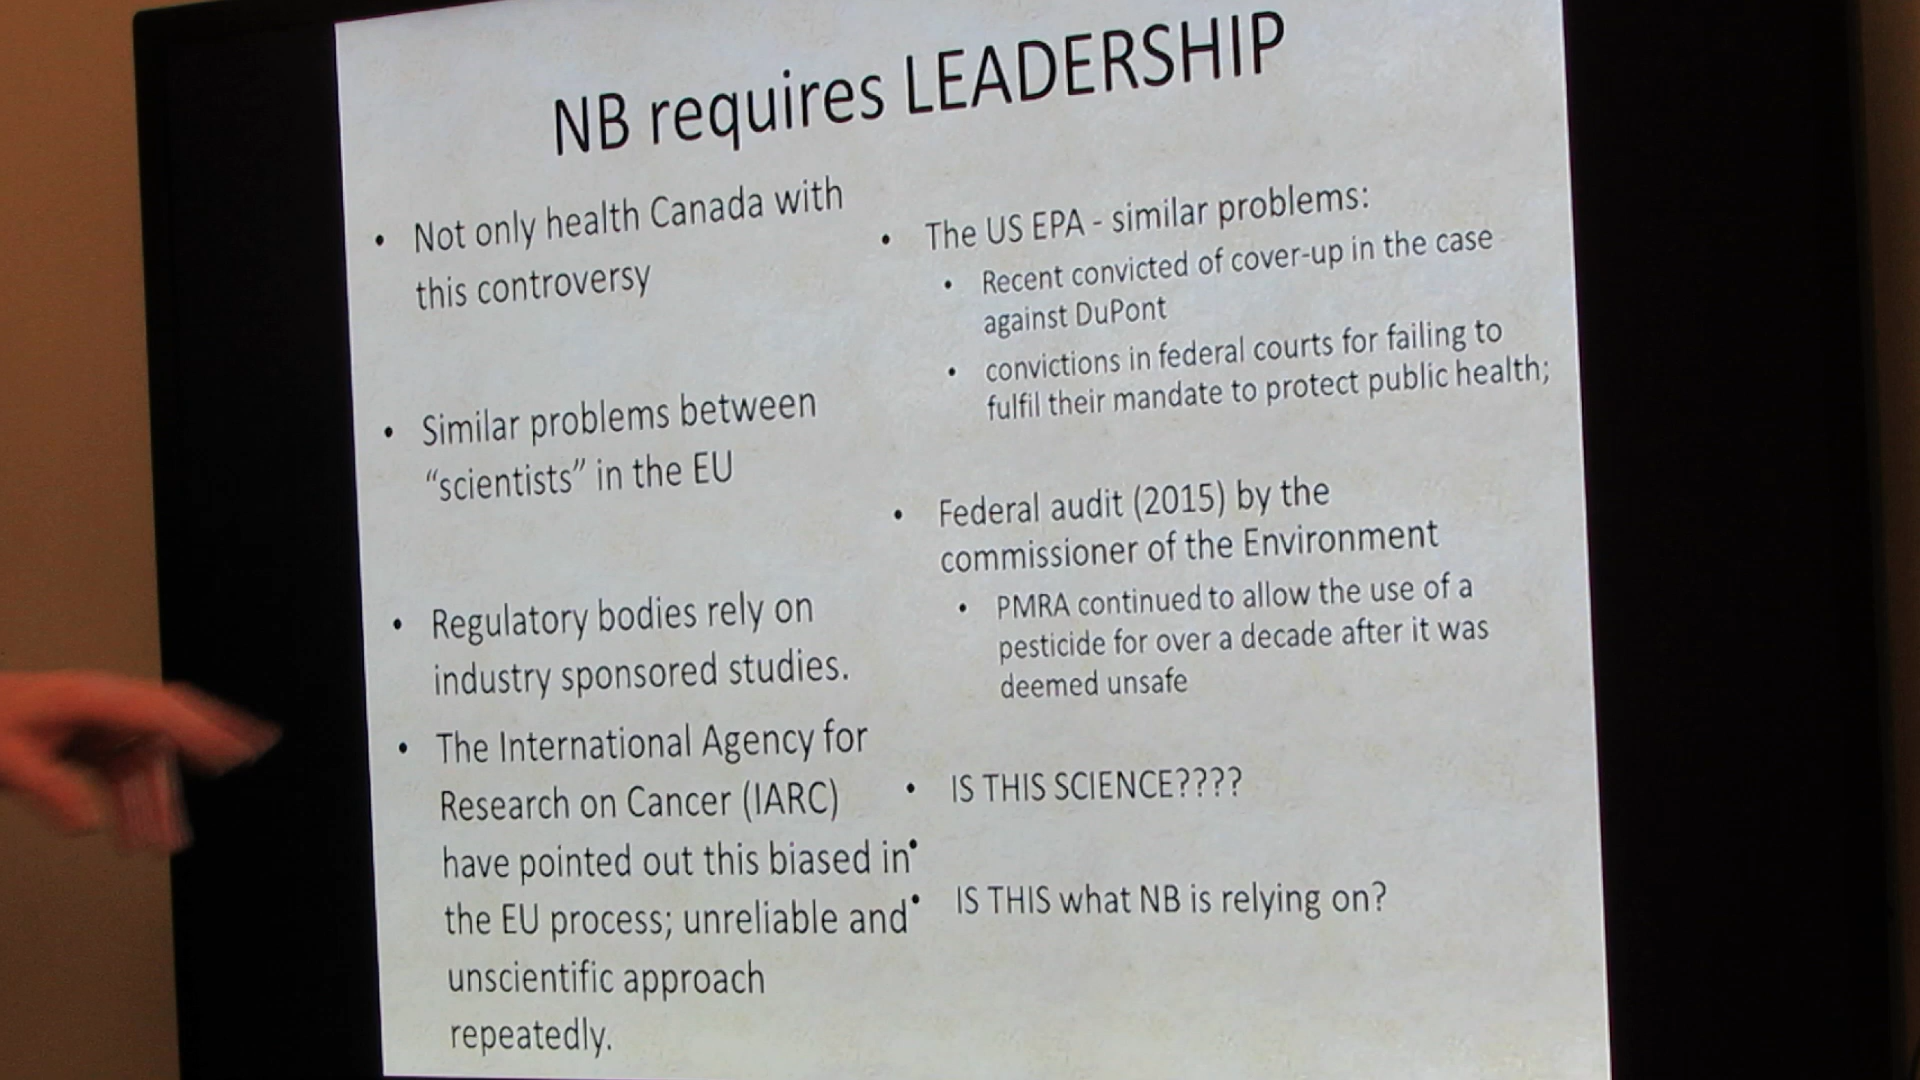 NB requires LEADERSHIP
• Not only health Canada with
this controversy
• Similar problems between
“scientists” in the EU
• Regulatory bodies rely on
industry sponsored studies.
• The International Agency for
Research on Cancer (IARC)
have pointed out this biased in
the EU process; unreliable and
unscientific approach
repeatedly.
• The US EPA - similar problems:
• Recent convicted of cover-up in the case
against DuPont
• convictions in federal courts for failing to
fulfil their mandate to protect public health;
• Federal audit (2015) by the
commissioner of the Environment
• PMRA continued to allow the use of a
pesticide for over a decade after it was
deemed unsafe
• IS THIS SCIENCE????
•
• IS THIS what NB is relying on?